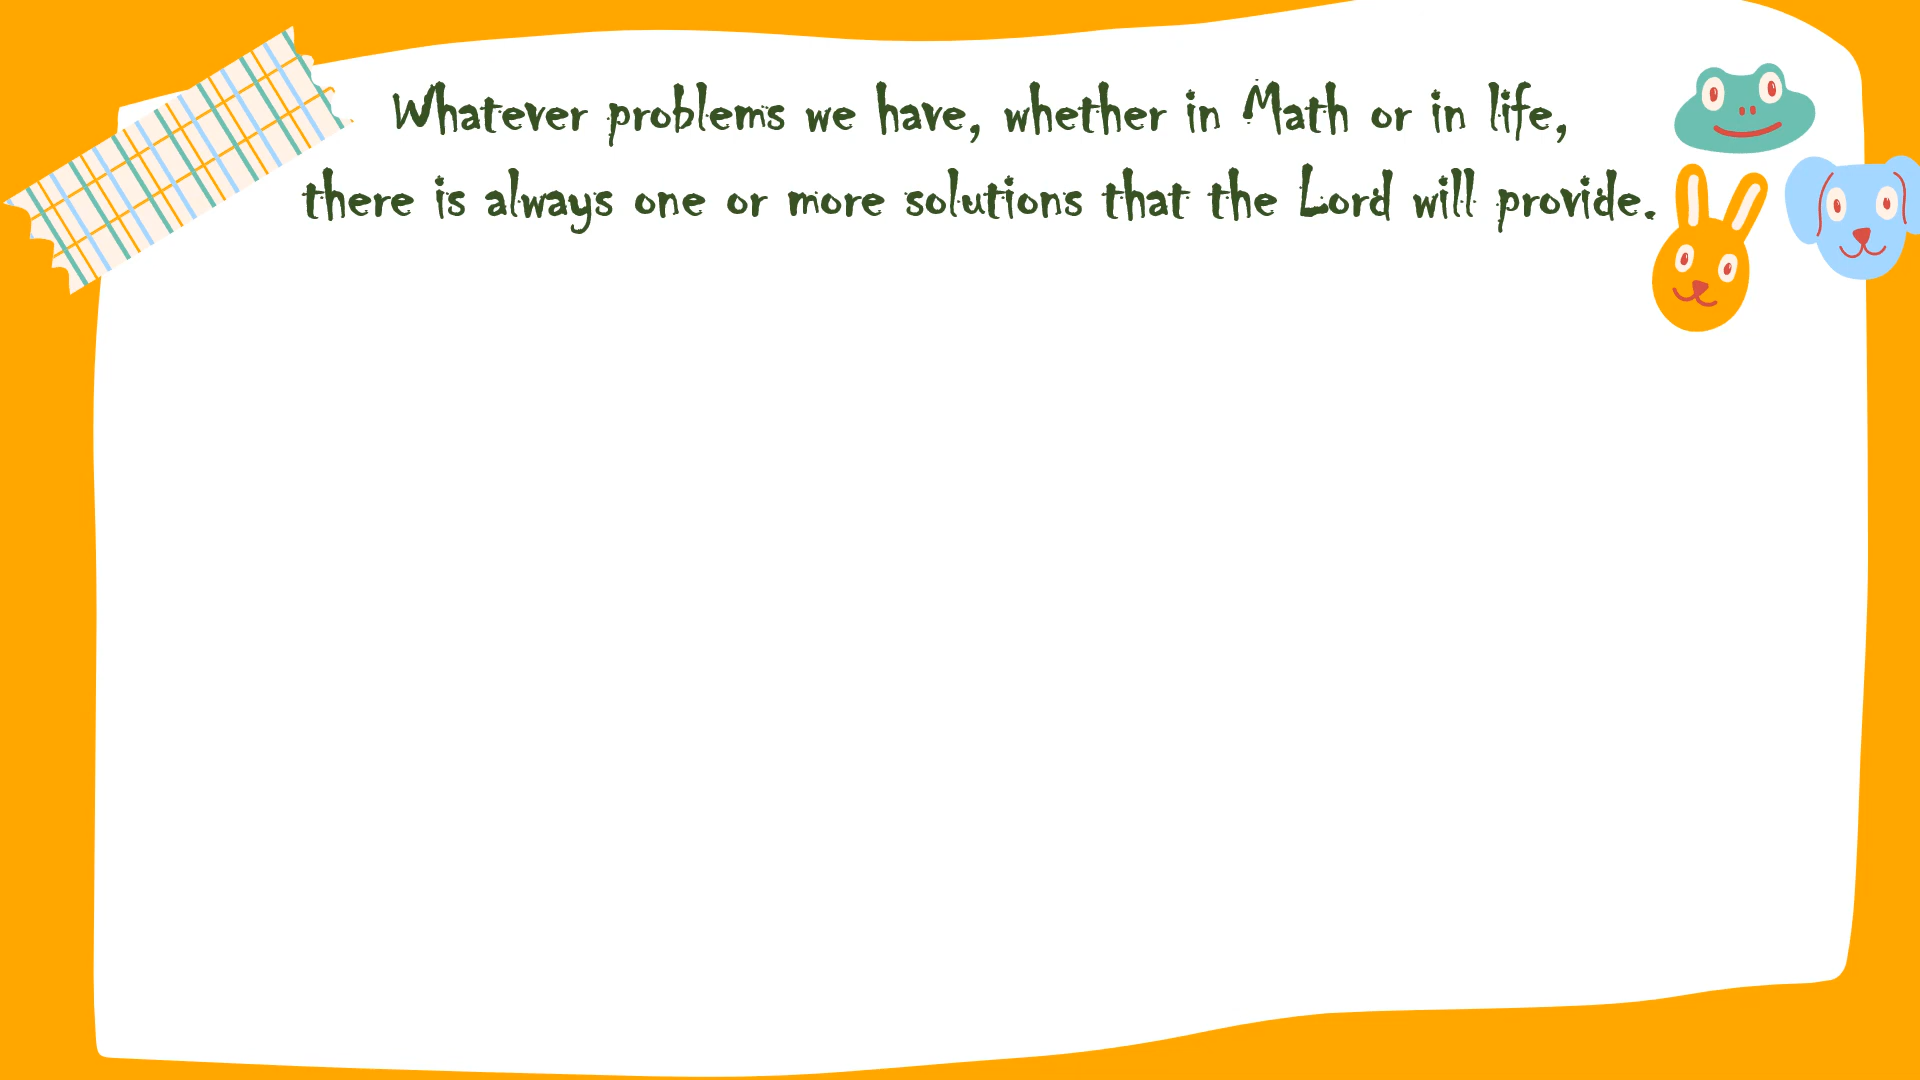 Whatever problems we have, whether in Math or in life,
there is always one or more solutions that the Lord will provide.